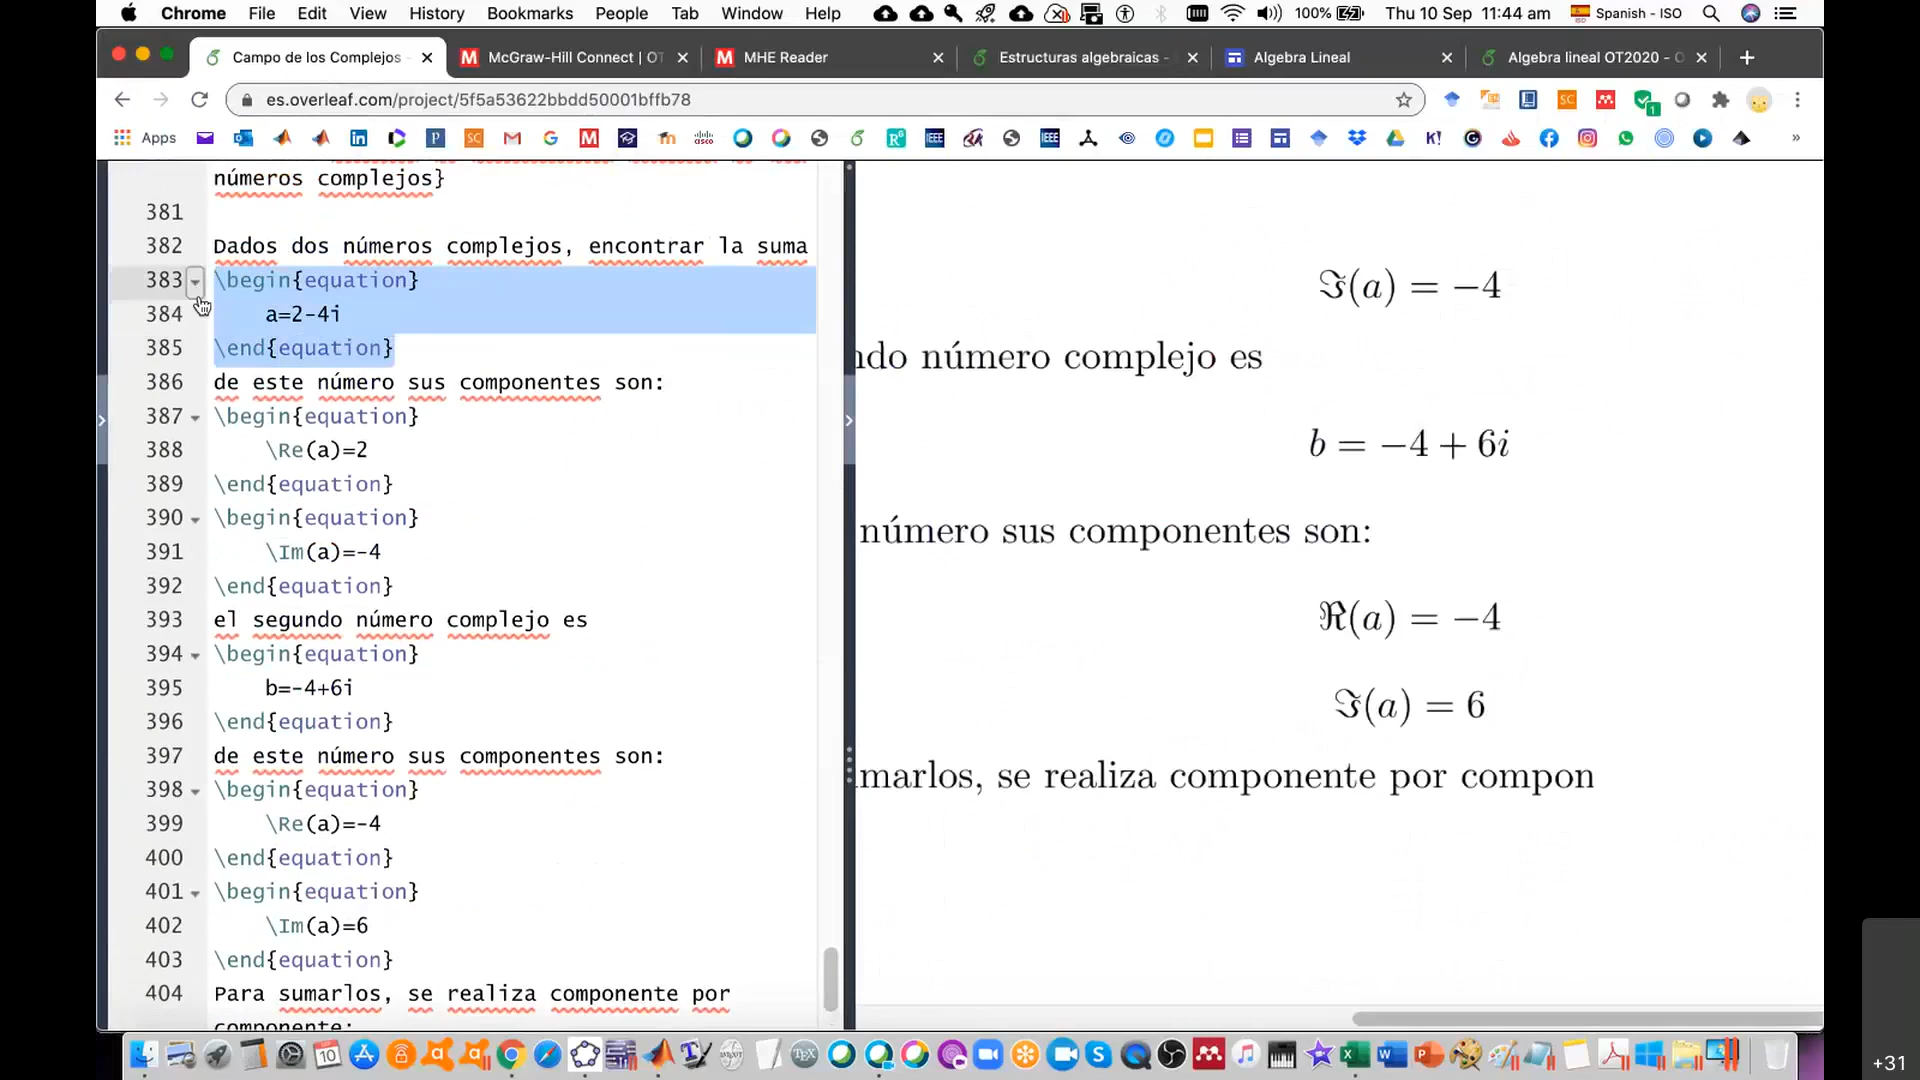 Chrome File Edit View History Bookmarks People Tab Window Help 100% Thu 10 Sep 11:44 am Spanish - ISO
Campo de los Complejos - McGraw-Hill Connect | OT MHE Reader Estructuras algebraicas - Algebra Lineal Algebra lineal OT2020 - O
es.overleaf.com/project/5f5a53622bbdd50001bffb78
Apps
números complejos}
381
382 Dados dos números complejos, encontrar la suma
383 \begin{equation}
384 a=2-4i
385 \end{equation}
386 de este número sus componentes son:
387 \begin{equation}
388 \Re(a)=2
389 \end{equation}
390 \begin{equation}
391 \Im(a)=-4
392 \end{equation}
393 el segundo número complejo es
394 \begin{equation}
395 b=-4+6i
396 \end{equation}
397 de este número sus componentes son:
398 \begin{equation}
399 \Re(a)=-4
400 \end{equation}
401 \begin{equation}
402 \Im(a)=6
403 \end{equation}
404 Para sumarlos, se realiza componente por
componente:
ℑ(a) = −4
ndo número complejo es
b = −4 + 6i
número sus componentes son:
ℜ(a) = −4
ℑ(a) = 6
marlos, se realiza componente por compon
+31